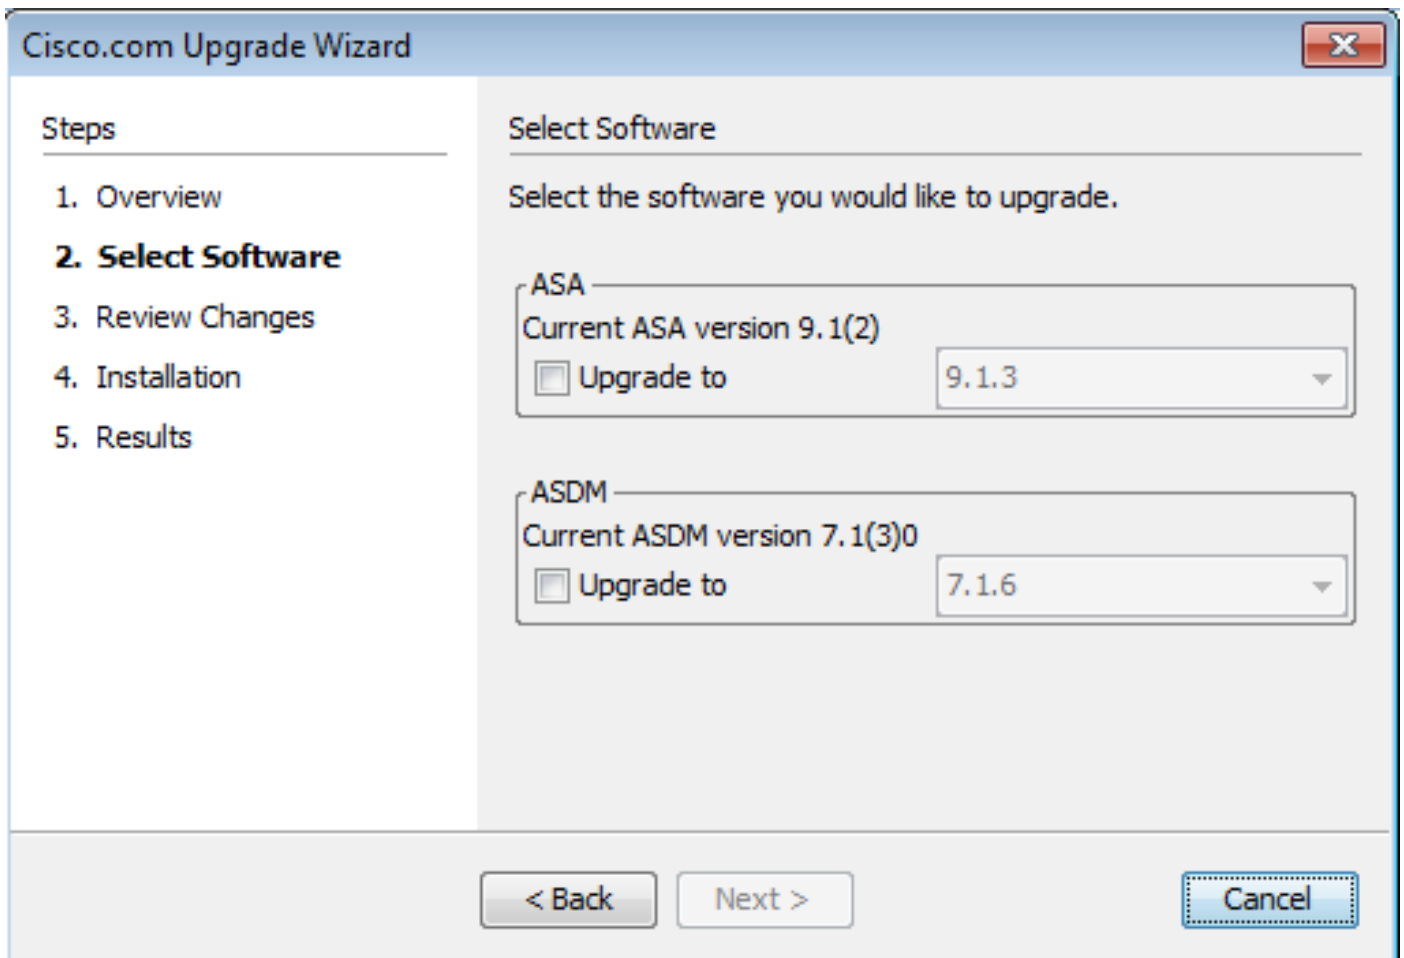 Cisco.com Upgrade Wizard
Steps
1. Overview
2. Select Software
3. Review Changes
4. Installation
5. Results
Select Software
Select the software you would like to upgrade.
ASA
Current ASA version 9.1(2)
Upgrade to 9.1.3
ASDM
Current ASDM version 7.1(3)0
Upgrade to 7.1.6
< Back Next > Cancel